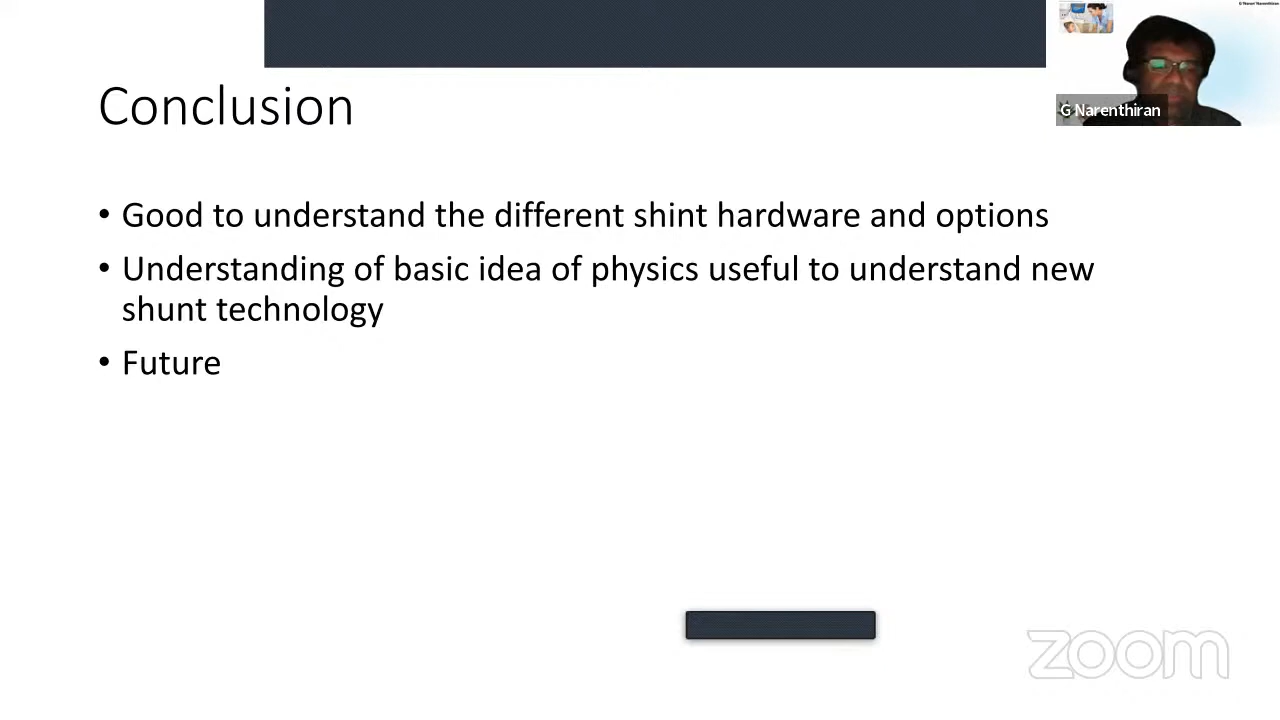 Conclusion
G Narenthiran
• Good to understand the different shint hardware and options
• Understanding of basic idea of physics useful to understand new
shunt technology
• Future
zoom